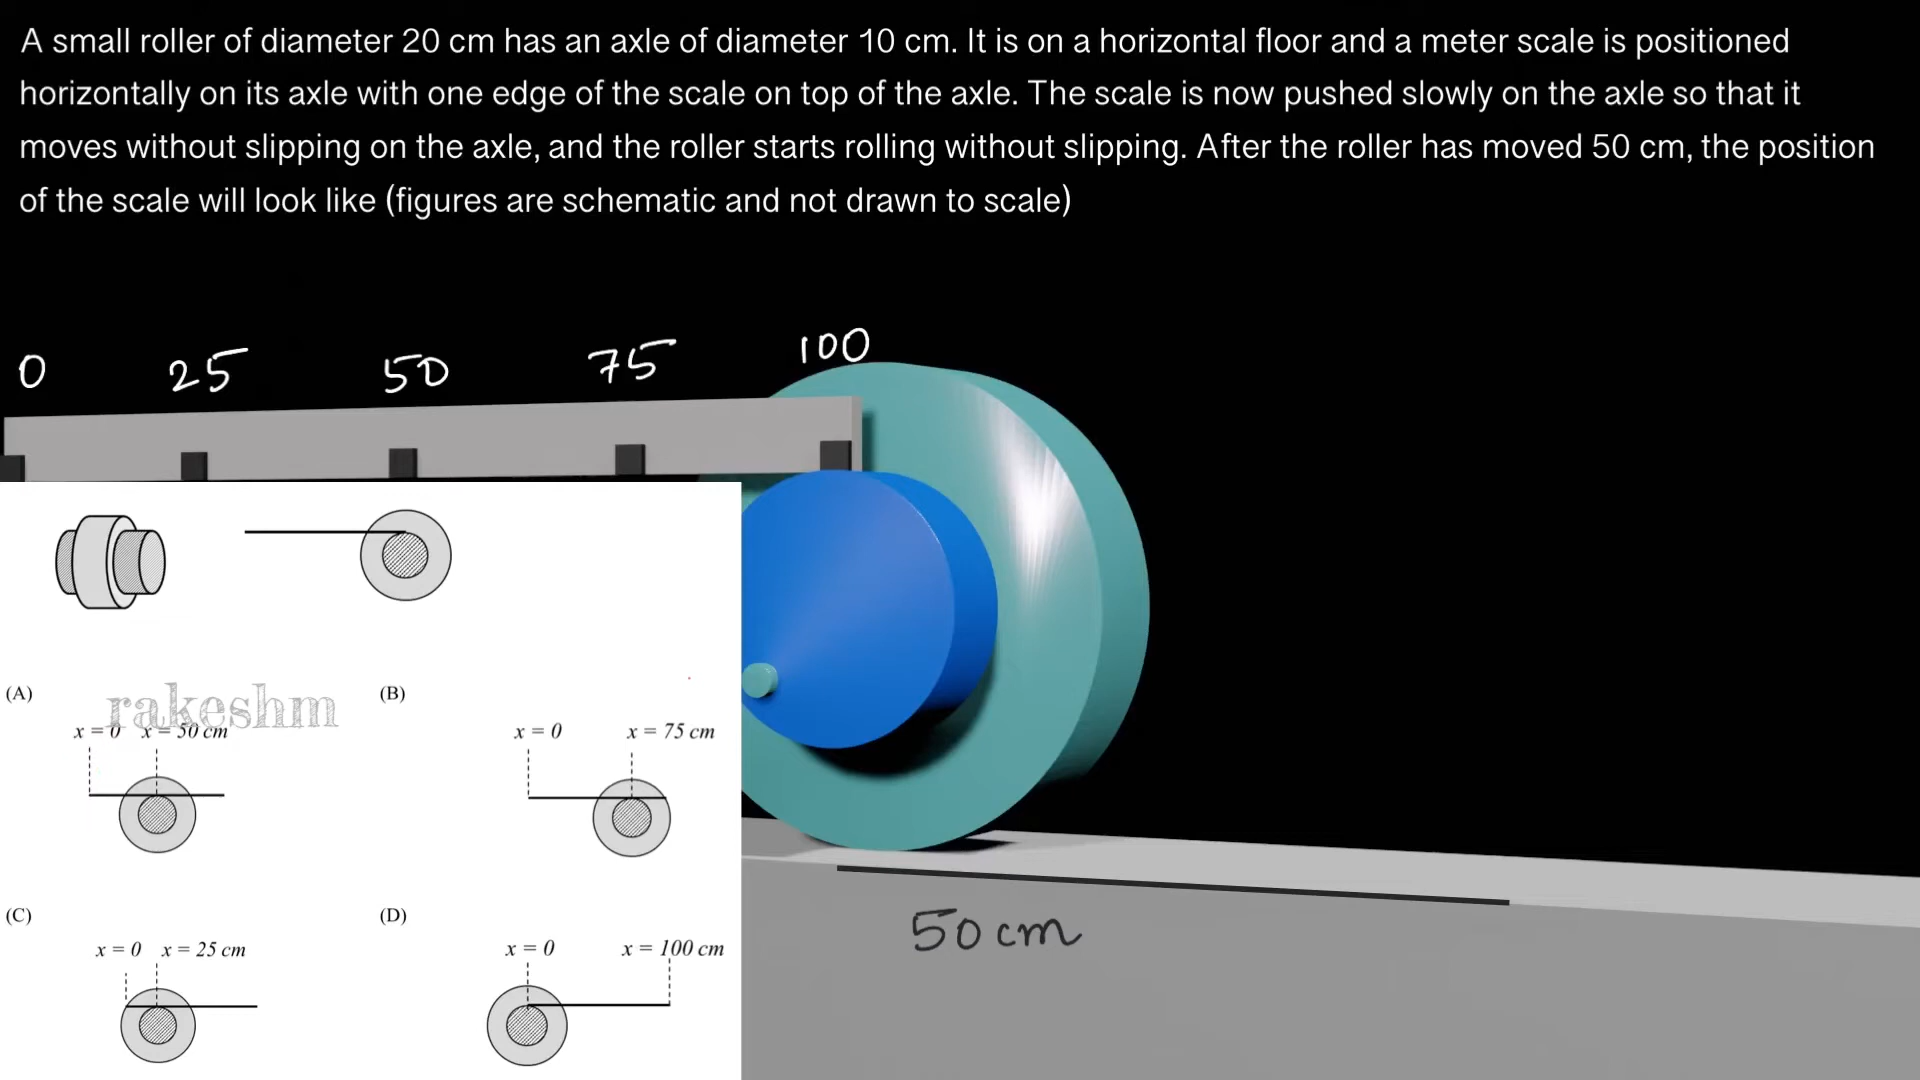 A small roller of diameter 20 cm has an axle of diameter 10 cm. It is on a horizontal floor and a meter scale is positioned
horizontally on its axle with one edge of the scale on top of the axle. The scale is now pushed slowly on the axle so that it
moves without slipping on the axle, and the roller starts rolling without slipping. After the roller has moved 50 cm, the position
of the scale will look like (figures are schematic and not drawn to scale)
0 25 50 75 100
(A) rakeshm (B)
x = 0 x = 50 cm x = 0 x = 75 cm
50 cm
(C) (D)
x = 0 x = 25 cm x = 0 x = 100 cm